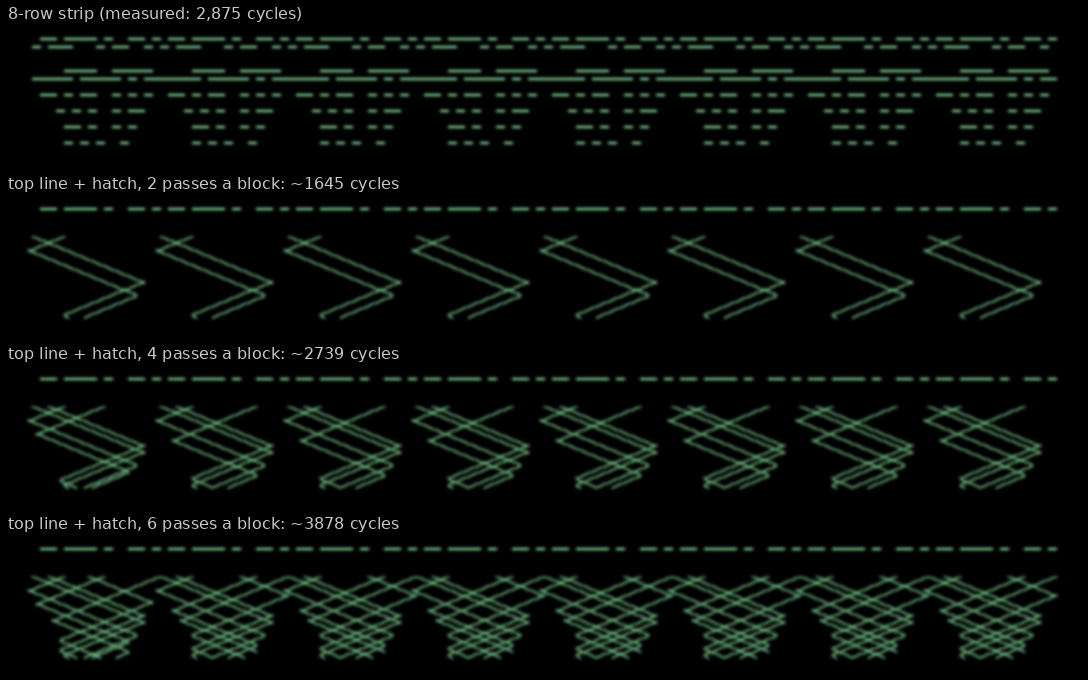 8-row strip (measured: 2,875 cycles)
top line + hatch, 2 passes a block: ~1645 cycles
top line + hatch, 4 passes a block: ~2739 cycles
top line + hatch, 6 passes a block: ~3878 cycles